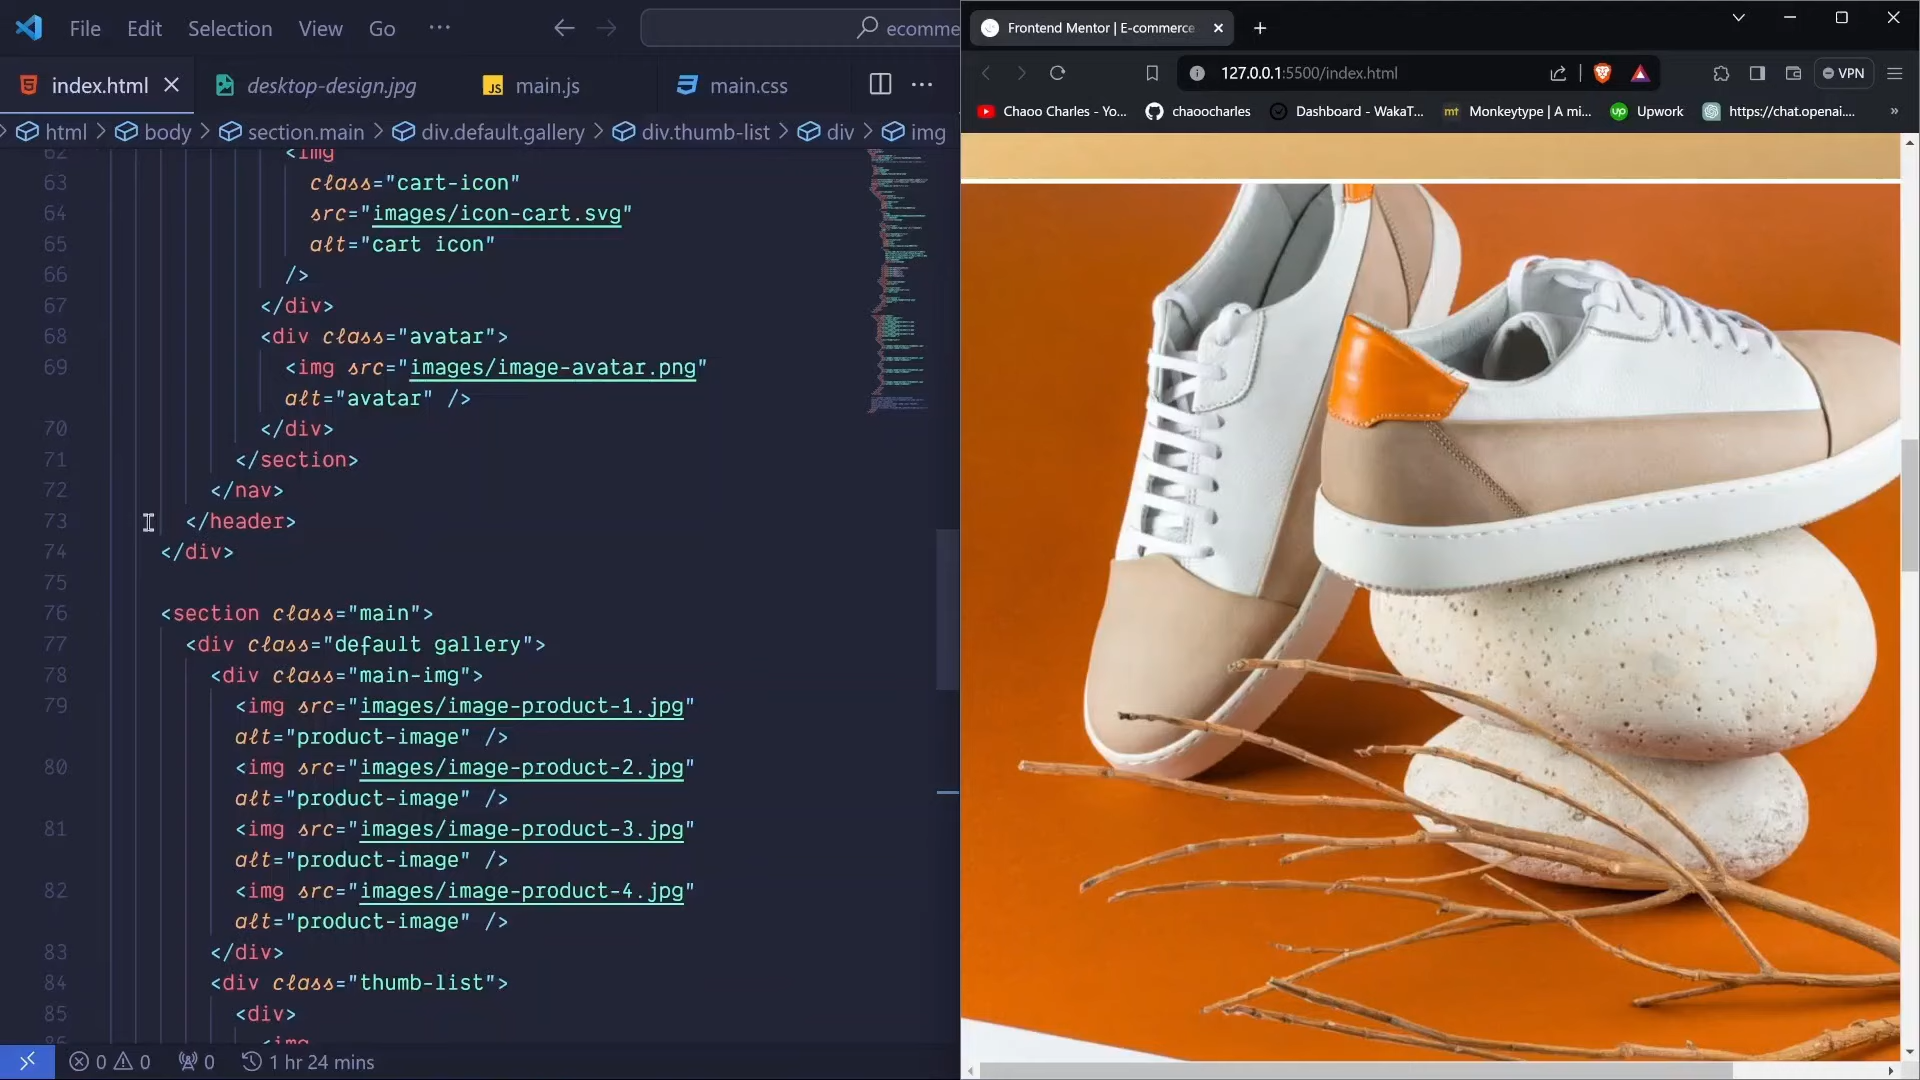 File Edit Selection View Go ··· ecomme
index.html desktop-design.jpg JS main.js main.css ···
html body section.main div.default.gallery div.thumb-list div img
62 <img
63 class="cart-icon"
64 src="images/icon-cart.svg"
65 alt="cart icon"
66 />
67 </div>
68 <div class="avatar">
69 <img src="images/image-avatar.png"
alt="avatar" />
70 </div>
71 </section>
72 </nav>
73 </header>
74 </div>
75
76 <section class="main">
77 <div class="default gallery">
78 <div class="main-img">
79 <img src="images/image-product-1.jpg"
alt="product-image" />
80 <img src="images/image-product-2.jpg"
alt="product-image" />
81 <img src="images/image-product-3.jpg"
alt="product-image" />
82 <img src="images/image-product-4.jpg"
alt="product-image" />
83 </div>
84 <div class="thumb-list">
85 <div>
86 <img
0 0 0 1 hr 24 mins
Frontend Mentor | E-commerce
127.0.0.1:5500/index.html VPN
Chaoo Charles - Yo... chaoocharles Dashboard - WakaT... mt Monkeytype | A mi... up Upwork https://chat.openai.... »